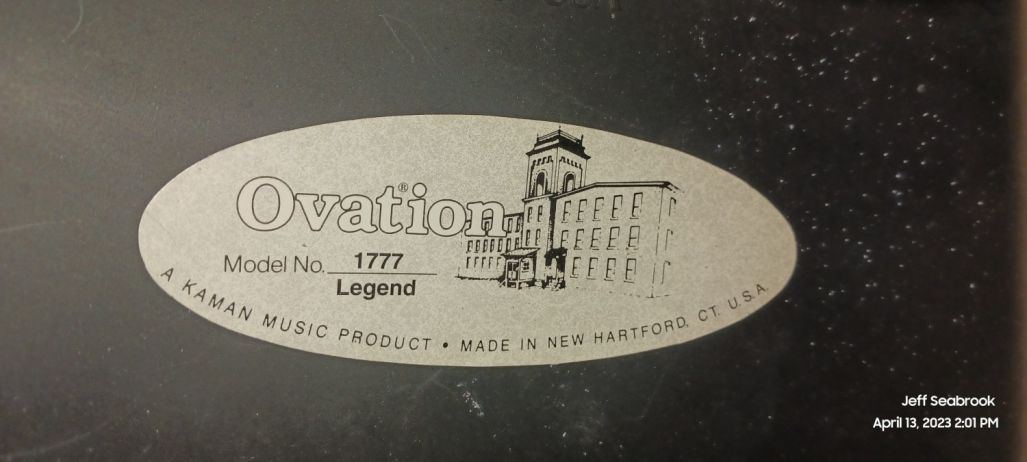 Ovation®
Model No. 1777
Legend
A KAMAN MUSIC PRODUCT • MADE IN NEW HARTFORD, CT. U.S.A.
Jeff Seabrook
April 13, 2023 2:01 PM